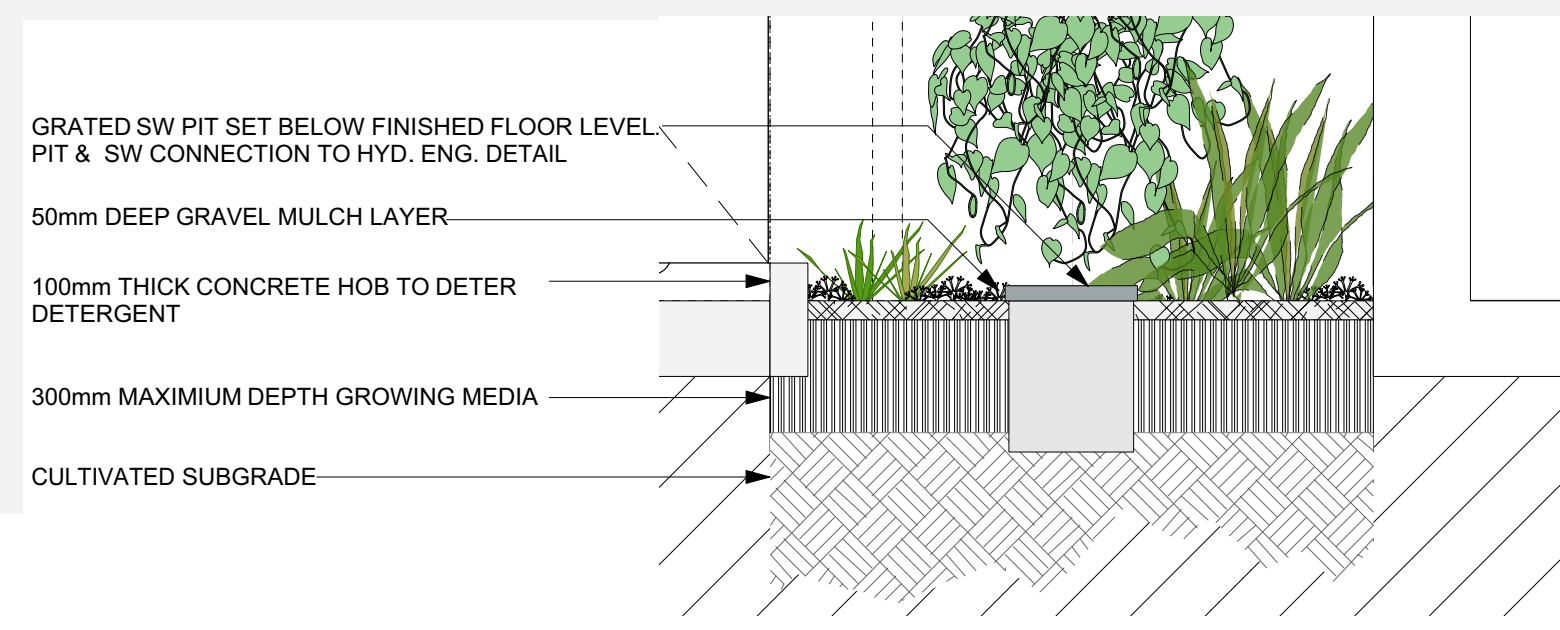 GRATED SW PIT SET BELOW FINISHED FLOOR LEVEL.
PIT & SW CONNECTION TO HYD. ENG. DETAIL
50mm DEEP GRAVEL MULCH LAYER
100mm THICK CONCRETE HOB TO DETER
DETERGENT
300mm MAXIMIUM DEPTH GROWING MEDIA
CULTIVATED SUBGRADE